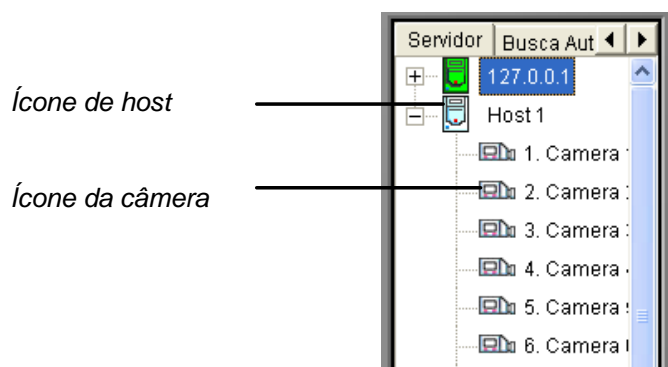 Servidor Busca Aut
127.0.0.1
Ícone de host
Host 1
1. Camera
Ícone da câmera
2. Camera
3. Camera
4. Camera
5. Camera
6. Camera